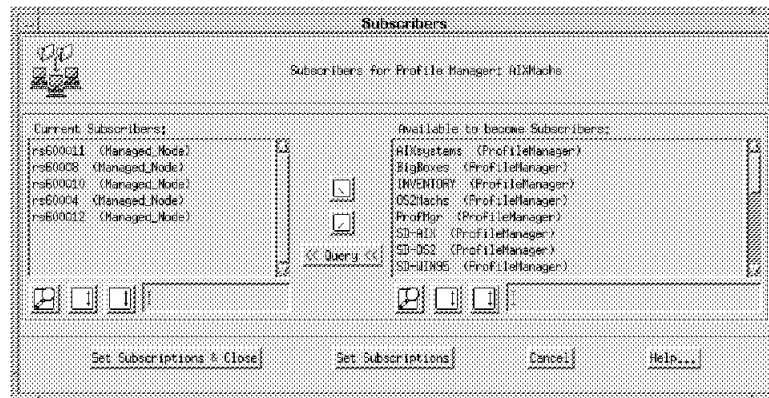 Subscribers
Subscribers for Profile Manager: AIXMachs
Current Subscribers:
rs600011 (Managed_Node)
rs60008 (Managed_Node)
rs600010 (Managed_Node)
rs60004 (Managed_Node)
rs600012 (Managed_Node)
<< Query <<
Available to become Subscribers:
AIXsystems (ProfileManager)
BigBoxes (ProfileManager)
INVENTORY (ProfileManager)
OS2Machs (ProfileManager)
ProfMgr (ProfileManager)
SD-AIX (ProfileManager)
SD-OS2 (ProfileManager)
SD-WIN95 (ProfileManager)
Set Subscriptions & Close
Set Subscriptions
Cancel
Help...